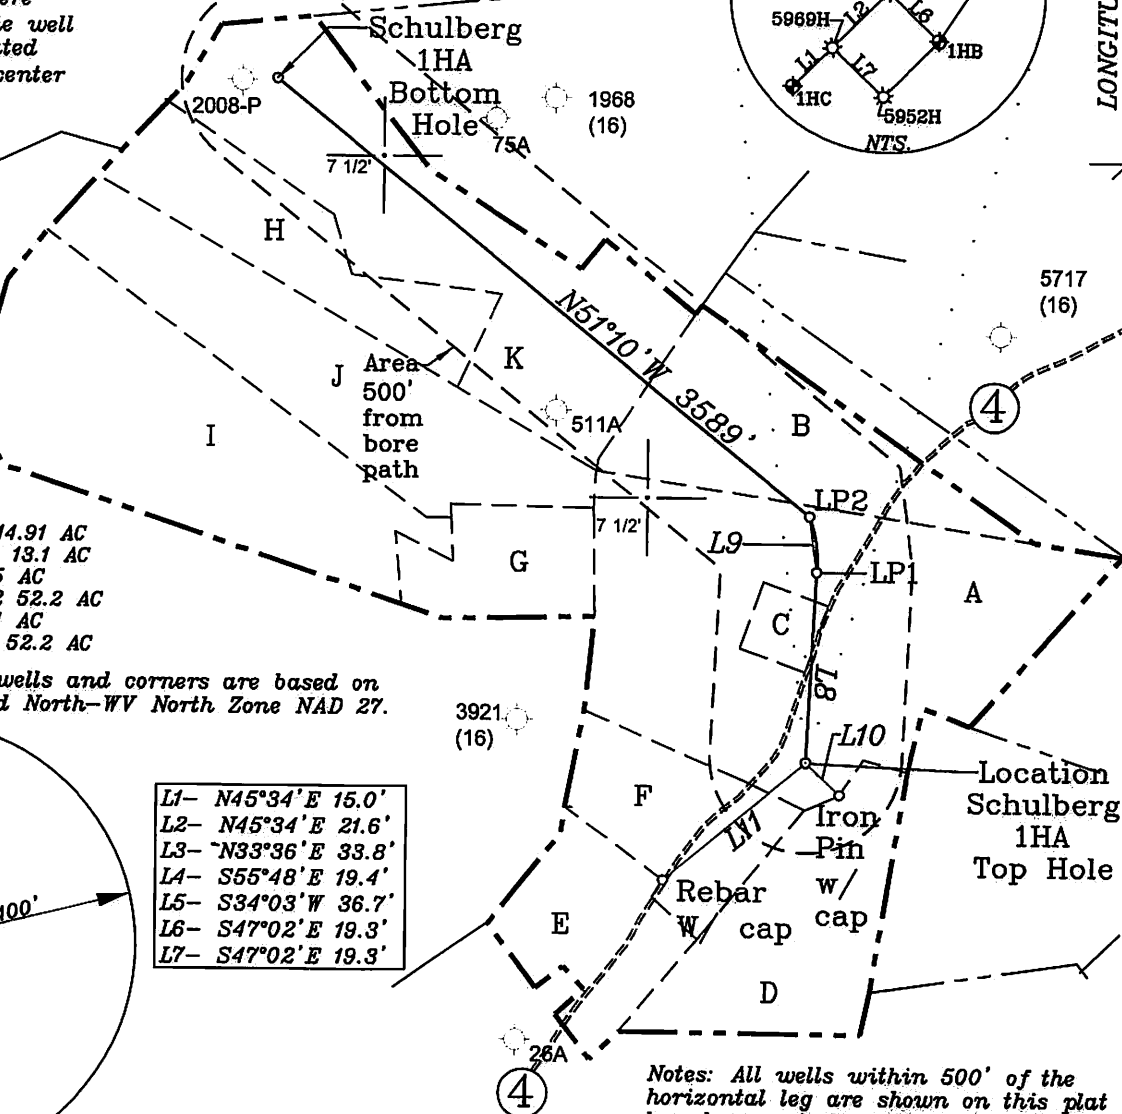 le well
center
Schulberg
1HA
Bottom
Hole
2008-P
75A
1968
(16)
7 1/2'
5969H
L2
L6
L1
L7
1HB
1HC
5952H
NTS.
5717
(16)
4
H
K
J
I
Area
500'
from
bore
path
511A
N51°10'W 3589'
B
LP2
L9
LP1
7 1/2'
G
A
C
L8
14.91 AC
13.1 AC
AC
52.2 AC
AC
52.2 AC
wells and corners are based on
North-WV North Zone NAD 27.
3921
(16)
L10
Location
Schulberg
1HA
Top Hole
F
L11
Iron
Pin
w/
cap
L1- N45°34'E 15.0'
L2- N45°34'E 21.6'
L3- N33°36'E 33.8'
L4- S55°48'E 19.4'
L5- S34°03'W 36.7'
L6- S47°02'E 19.3'
L7- S47°02'E 19.3'
Rebar
W/ cap
E
D
26A
4
Notes: All wells within 500' of the
horizontal leg are shown on this plat